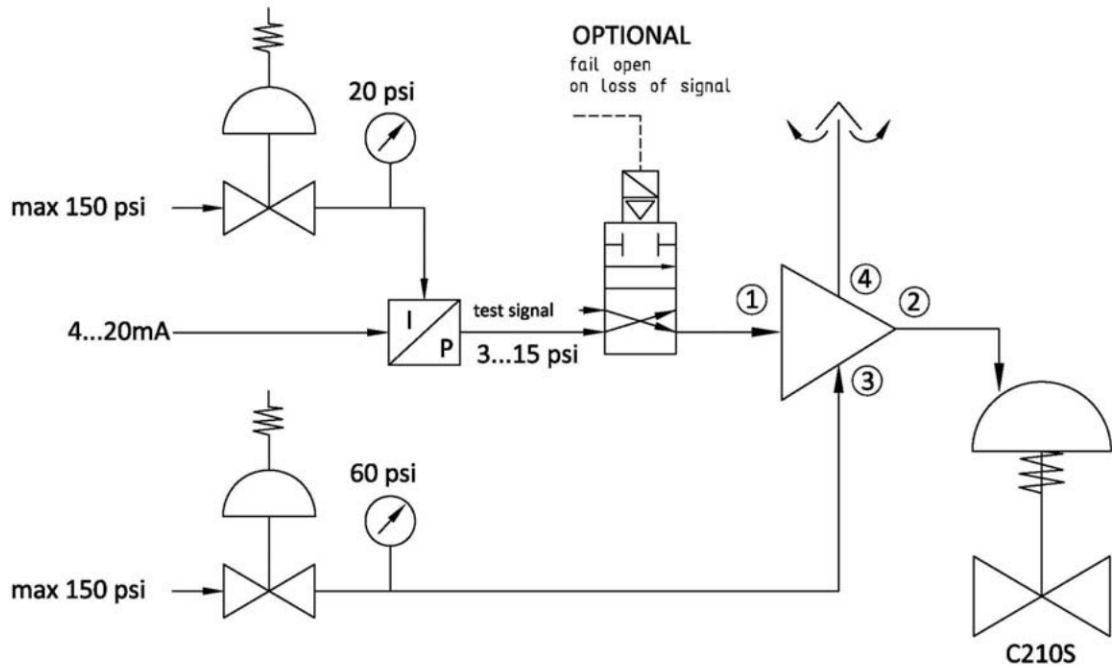 OPTIONAL
fail open
on loss of signal
20 psi
max 150 psi
4...20mA
I
P
test signal
3...15 psi
①
④
②
③
60 psi
max 150 psi
C210S